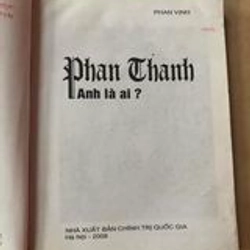 PHAN VINH
Phan Thanh
Anh là ai ?
NHÀ XUẤT BẢN CHÍNH TRỊ QUỐC GIA
Hà Nội - 2008